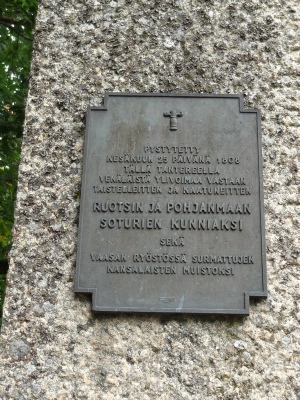 PYSTYTETTY
KESÄKUUN 25 PÄIVÄNÄ 1808
TÄLLÄ TANTEREELLA
VENÄLÄISTÄ YLIVOIMAA VASTAAN
TAISTELLEITTEN JA KAATUNEITTEN
RUOTSIN JA POHJANMAAN
SOTURIEN KUNNIAKSI
SEKÄ
VAASAN RYÖSTÖSSÄ SURMATTUJEN
KANSALAISTEN MUISTOKSI